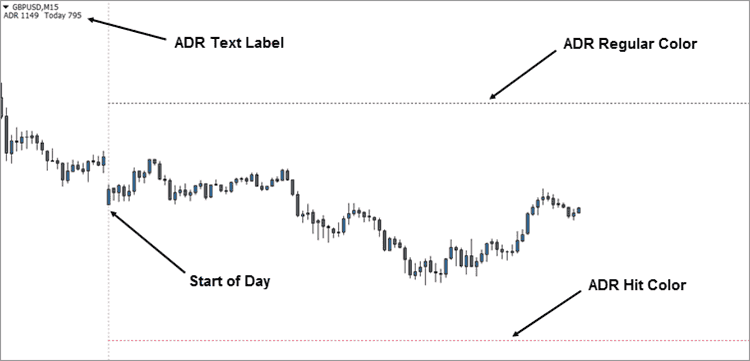 GBPUSD,M15
ADR 1149 Today 795
ADR Text Label
ADR Regular Color
Start of Day
ADR Hit Color